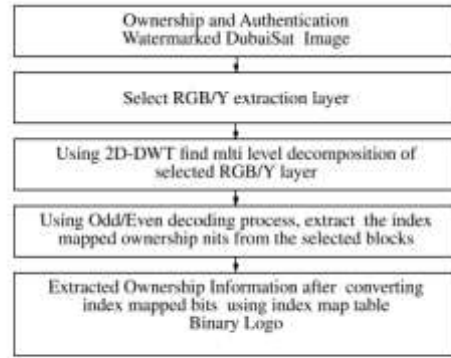 Ownership and Authentication
Watermarked DubaiSat Image
Select RGB/Y extraction layer
Using 2D-DWT find mlti level decomposition of
selected RGB/Y layer
Using Odd/Even decoding process, extract the index
mapped ownership nits from the selected blocks
Extracted Ownership Information after converting
index mapped bits using index map table
Binary Logo